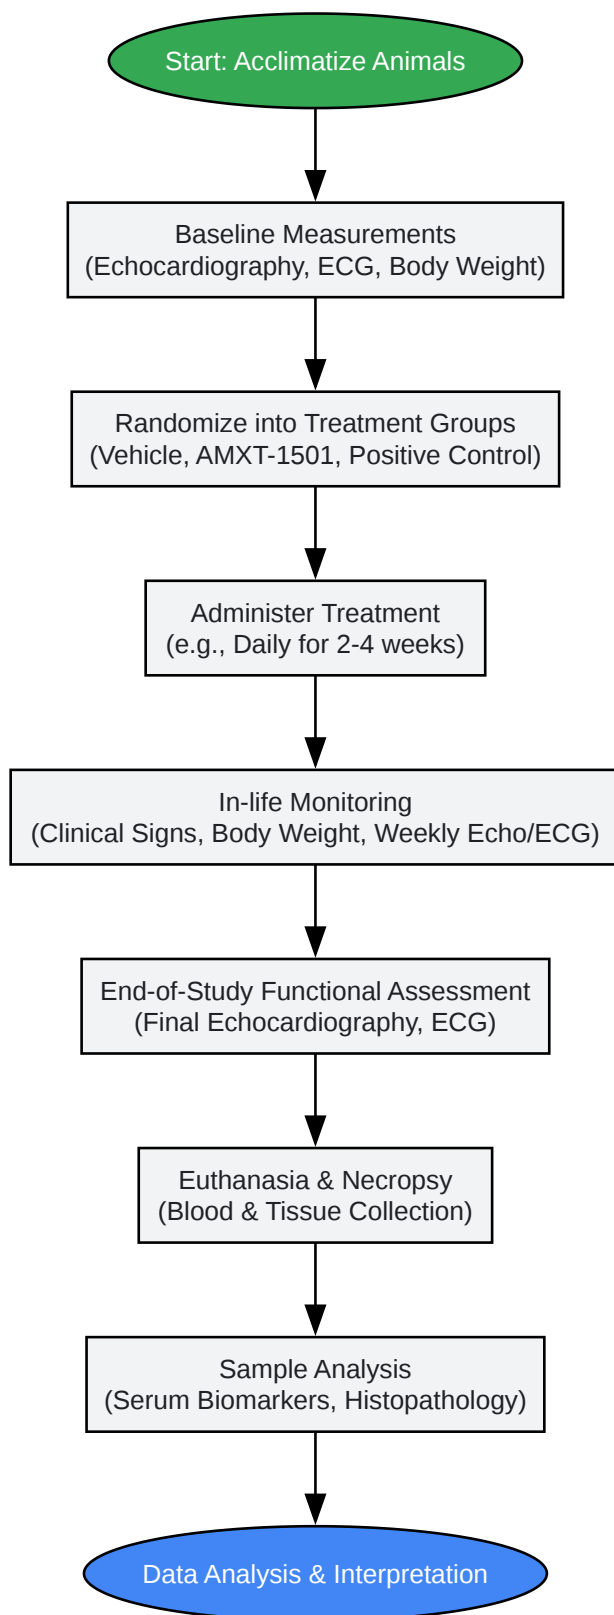 Start: Acclimatize Animals
Baseline Measurements
(Echocardiography, ECG, Body Weight)
Randomize into Treatment Groups
(Vehicle, AMXT-1501, Positive Control)
Administer Treatment
(e.g., Daily for 2-4 weeks)
In-life Monitoring
(Clinical Signs, Body Weight, Weekly Echo/ECG)
End-of-Study Functional Assessment
(Final Echocardiography, ECG)
Euthanasia & Necropsy
(Blood & Tissue Collection)
Sample Analysis
(Serum Biomarkers, Histopathology)
Data Analysis & Interpretation